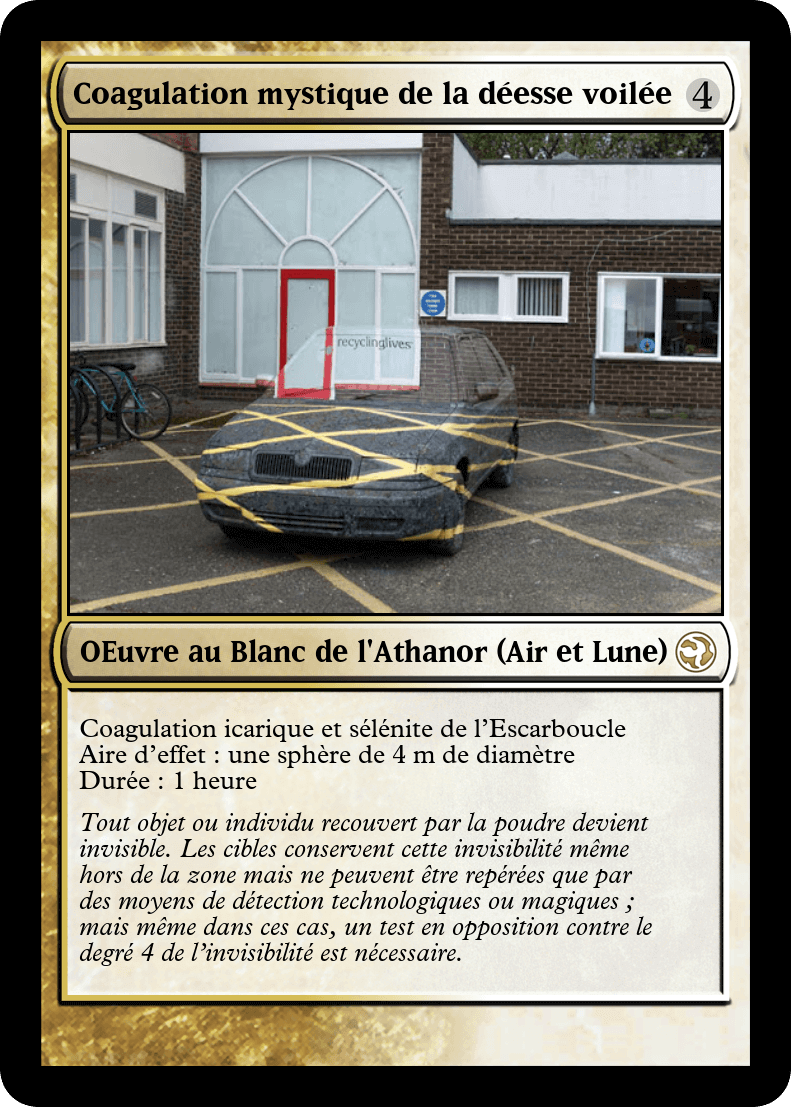 Coagulation mystique de la déesse voilée 4
recyclinglives
OEuvre au Blanc de l'Athanor (Air et Lune)
Coagulation icarique et sélénite de l’Escarboucle
Aire d’effet : une sphère de 4 m de diamètre
Durée : 1 heure
Tout objet ou individu recouvert par la poudre devient
invisible. Les cibles conservent cette invisibilité même
hors de la zone mais ne peuvent être repérées que par
des moyens de détection technologiques ou magiques ;
mais même dans ces cas, un test en opposition contre le
degré 4 de l’invisibilité est nécessaire.